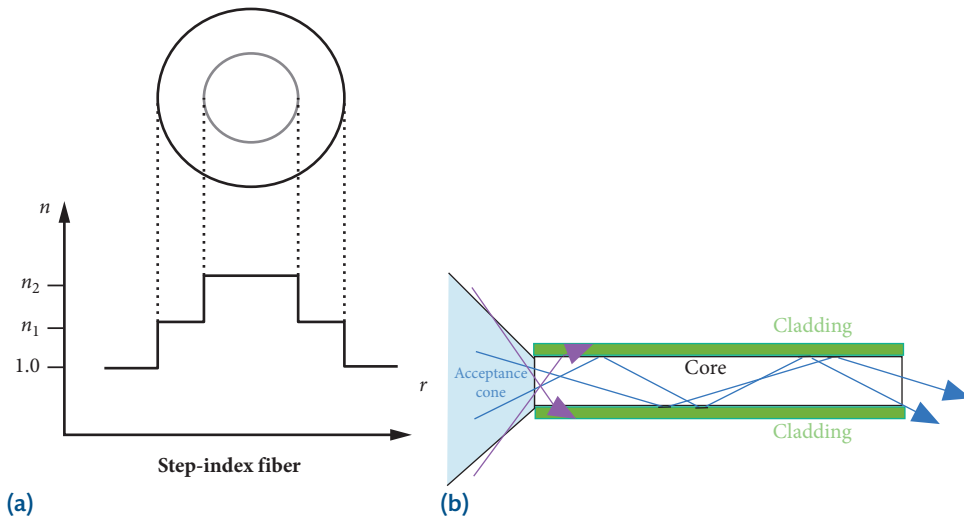 n
n2
n1
1.0
r
Step-index fiber
(a)
Cladding
Core
Acceptance
cone
Cladding
(b)